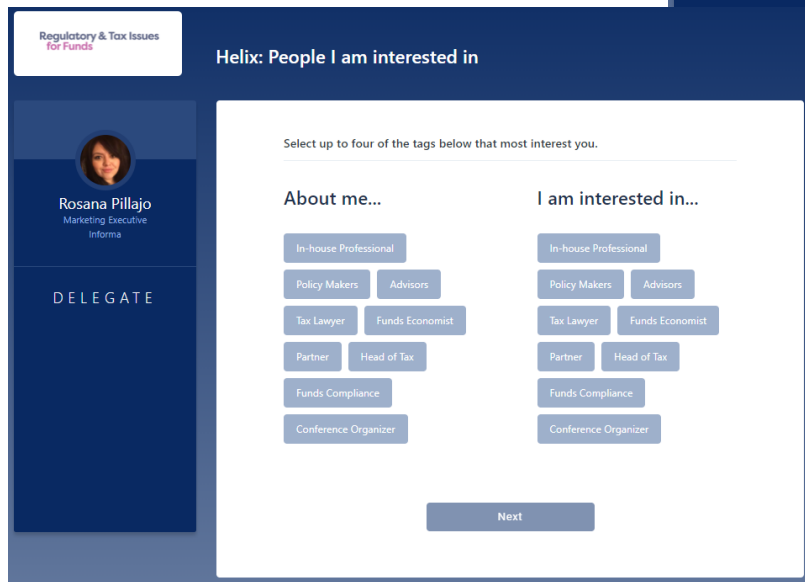 Regulatory & Tax Issues
for Funds
Helix: People I am interested in
Rosana Pillajo
Marketing Executive
Informa
DELEGATE
Select up to four of the tags below that most interest you.
About me...
In-house Professional
Policy Makers Advisors
Tax Lawyer Funds Economist
Partner Head of Tax
Funds Compliance
Conference Organizer
I am interested in...
In-house Professional
Policy Makers Advisors
Tax Lawyer Funds Economist
Partner Head of Tax
Funds Compliance
Conference Organizer
Next